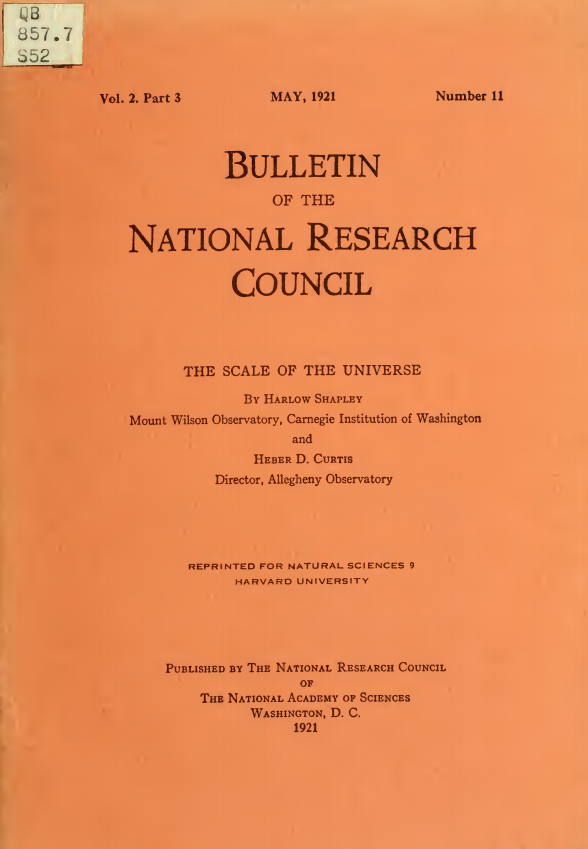 QB
857.7
S52
Vol. 2. Part 3 MAY, 1921 Number 11
BULLETIN
OF THE
NATIONAL RESEARCH
COUNCIL
THE SCALE OF THE UNIVERSE
BY HARLOW SHAPLEY
Mount Wilson Observatory, Carnegie Institution of Washington
and
HEBER D. CURTIS
Director, Allegheny Observatory
REPRINTED FOR NATURAL SCIENCES 9
HARVARD UNIVERSITY
PUBLISHED BY THE NATIONAL RESEARCH COUNCIL
OF
THE NATIONAL ACADEMY OF SCIENCES
WASHINGTON, D. C.
1921